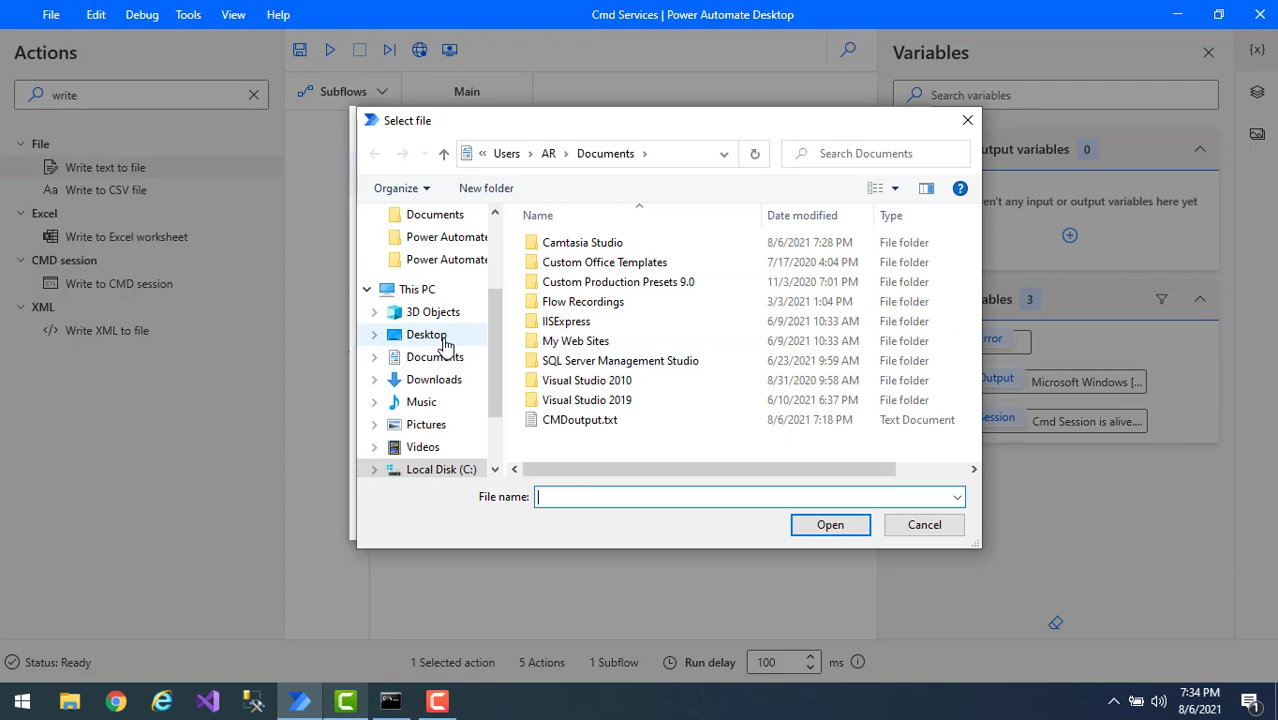 File Edit Debug Tools View Help Cmd Services | Power Automate Desktop
Actions
write
File
Write text to file
Write to CSV file
Excel
Write to Excel worksheet
CMD session
Write to CMD session
XML
Write XML to file
Subflows Main
Variables
{x}
Search variables
utput variables 0
en't any input or output variables here yet
ables 3
rror
Output Microsoft Windows [...
Session Cmd Session is alive....
Select file
« Users > AR > Documents >
Search Documents
Organize New folder
Documents
Power Automate
Power Automate
This PC
3D Objects
Desktop
Documents
Downloads
Music
Pictures
Videos
Local Disk (C:)
Name Date modified Type
Camtasia Studio 8/6/2021 7:28 PM File folder
Custom Office Templates 7/17/2020 4:04 PM File folder
Custom Production Presets 9.0 11/3/2020 7:01 PM File folder
Flow Recordings 3/3/2021 1:04 PM File folder
IISExpress 6/9/2021 10:33 AM File folder
My Web Sites 6/9/2021 10:33 AM File folder
SQL Server Management Studio 6/23/2021 9:59 AM File folder
Visual Studio 2010 8/31/2020 9:58 AM File folder
Visual Studio 2019 6/10/2021 6:37 PM File folder
CMDoutput.txt 8/6/2021 7:18 PM Text Document
File name:
Open Cancel
Status: Ready 1 Selected action 5 Actions 1 Subflow Run delay 100 ms
7:34 PM
8/6/2021